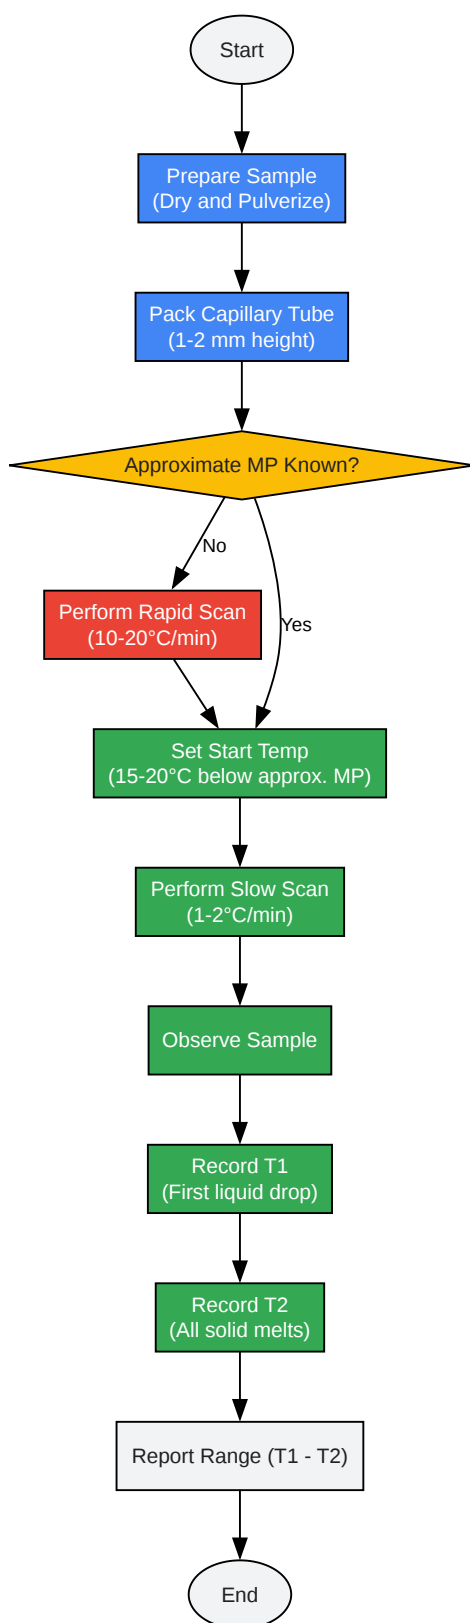 Start
Prepare Sample
(Dry and Pulverize)
Pack Capillary Tube
(1-2 mm height)
Approximate MP Known?
No
Yes
Perform Rapid Scan
(10-20°C/min)
Set Start Temp
(15-20°C below approx. MP)
Perform Slow Scan
(1-2°C/min)
Observe Sample
Record T1
(First liquid drop)
Record T2
(All solid melts)
Report Range (T1 - T2)
End